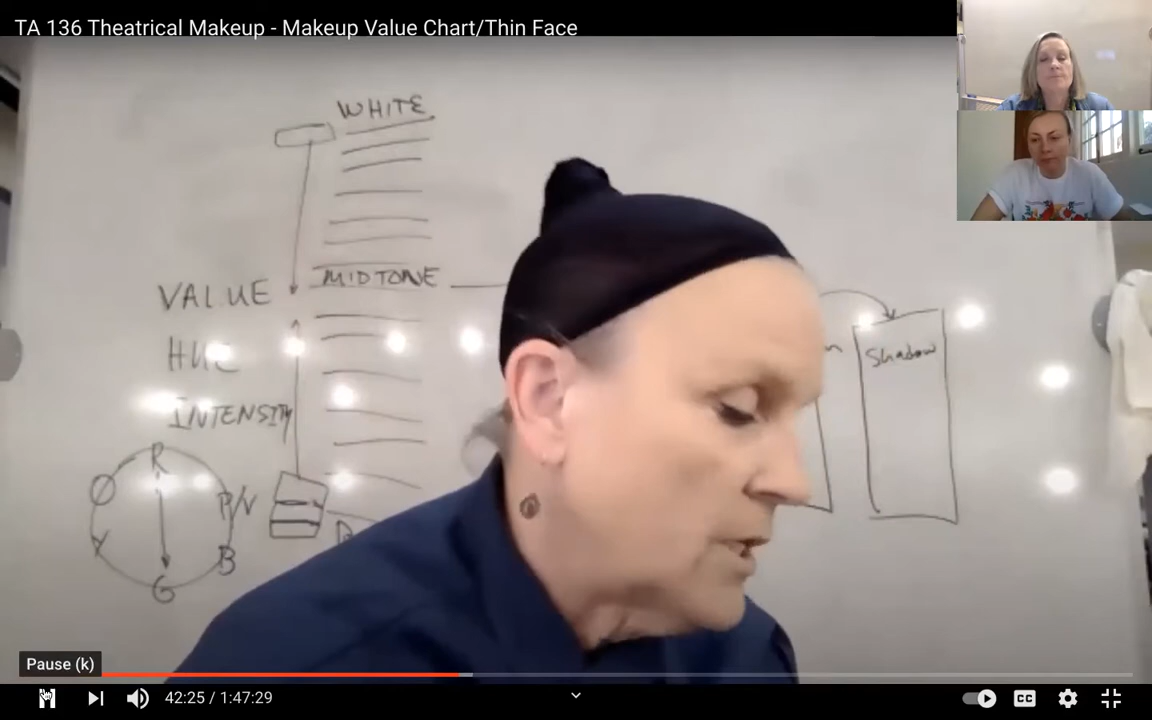 TA 136 Theatrical Makeup - Makeup Value Chart/Thin Face
WHITE
MIDTONE
VALUE
HUE
Shadow
INTENSITY
R
O
P/V
Y
B
G
Pause (k)
42:25 / 1:47:29
CC